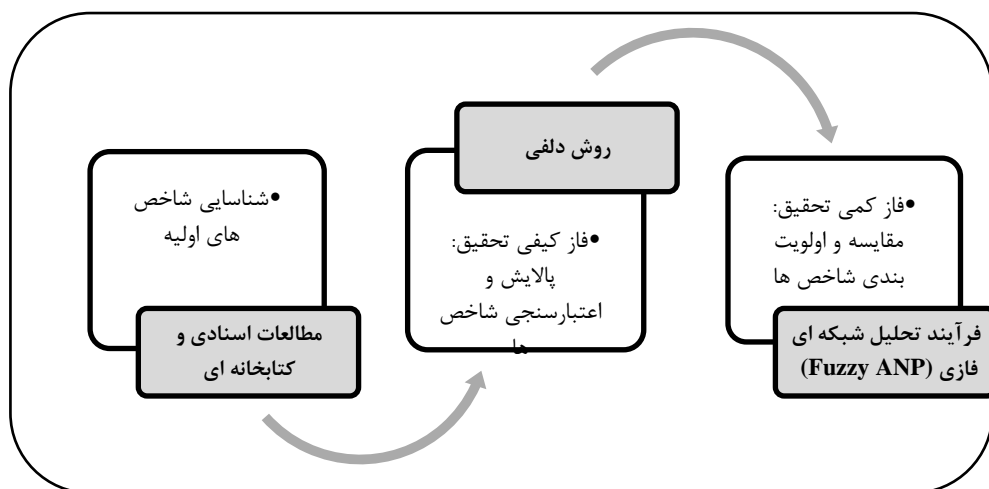 •شناسایی شاخص
های اولیه
مطالعات اسنادی و
کتابخانه ای
روش دلفی
•فاز کیفی تحقیق:
پالایش و
اعتبارسنجی شاخص
ها
•فاز کمی تحقیق:
مقایسه و اولویت
بندی شاخص ها
فرآیند تحلیل شبکه ای
فازی (Fuzzy ANP)